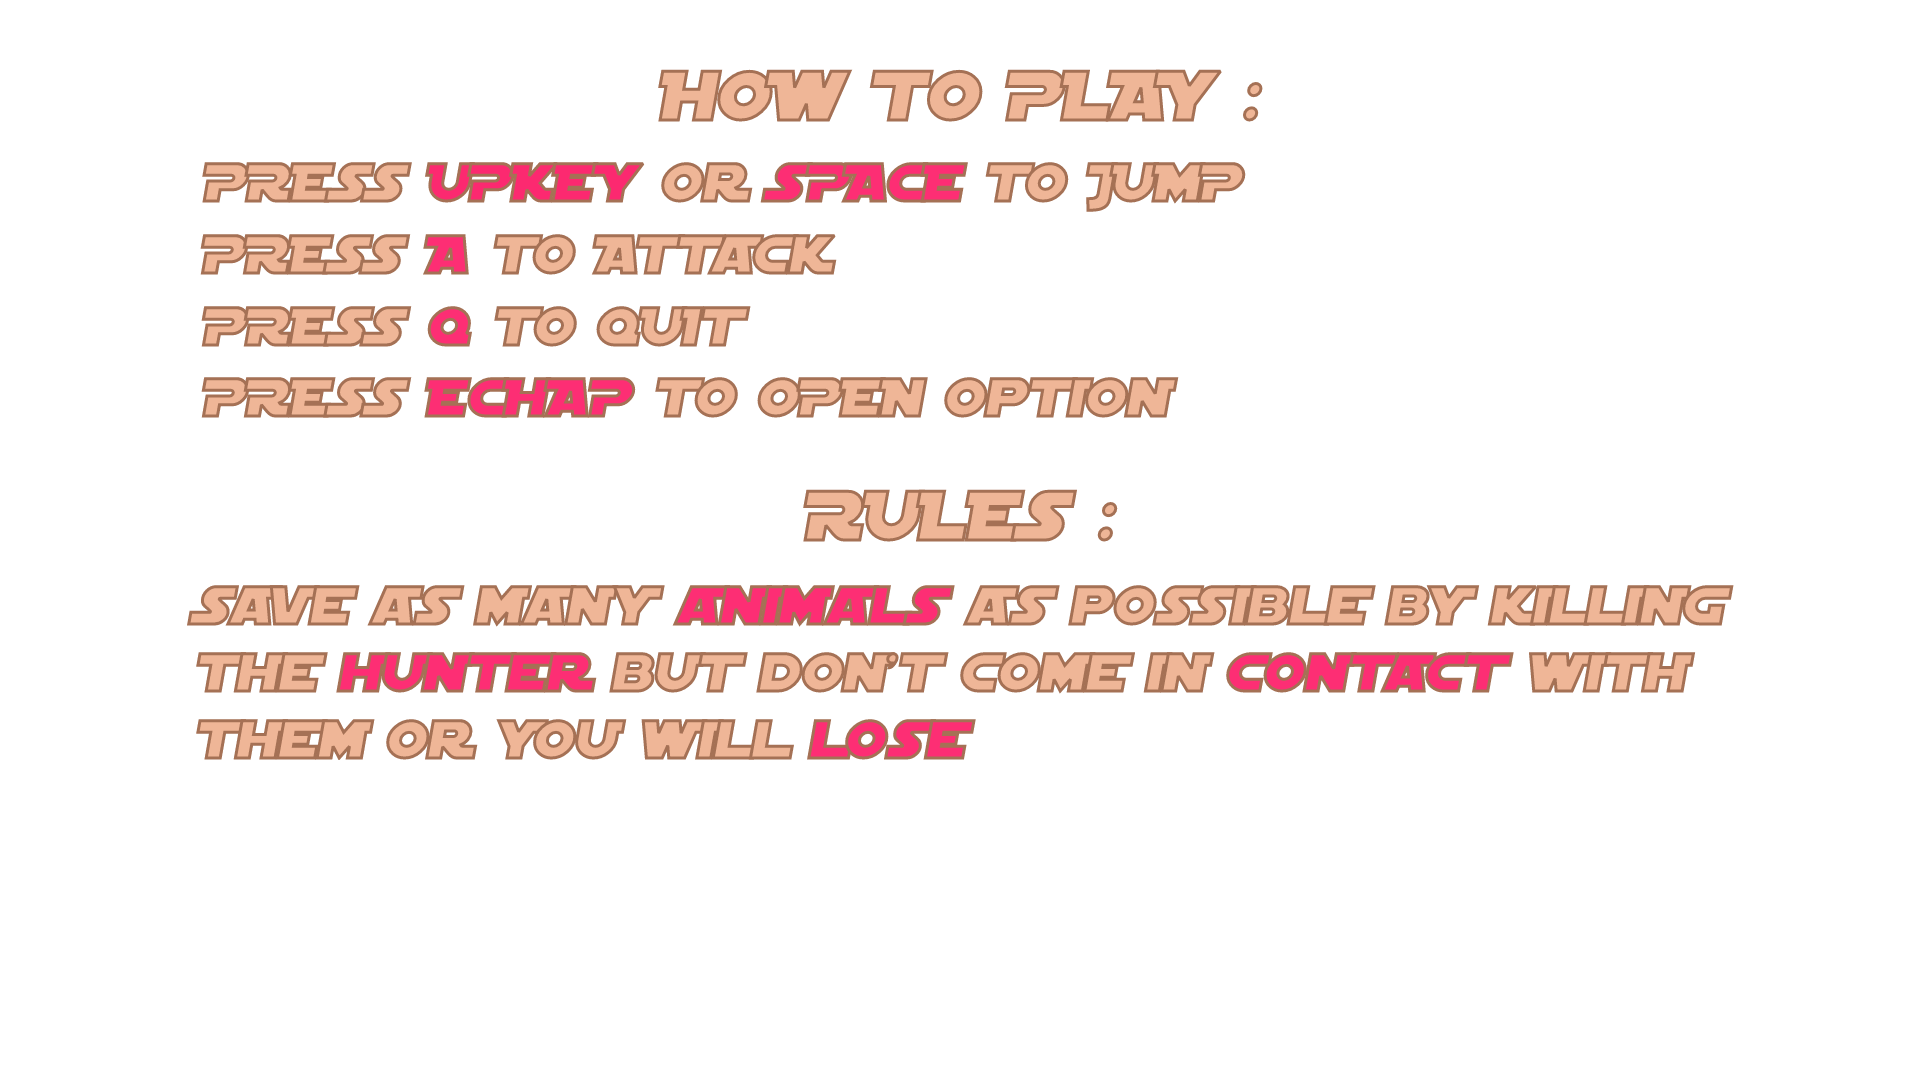 HOW TO PLAY :
PRESS UPKEY OR SPACE TO JUMP
PRESS A TO ATTACK
PRESS Q TO QUIT
PRESS ECHAP TO OPEN OPTION
RULES :
SAVE AS MANY ANIMALS AS POSSIBLE BY KILLING
THE HUNTER BUT DON'T COME IN CONTACT WITH
THEM OR YOU WILL LOSE